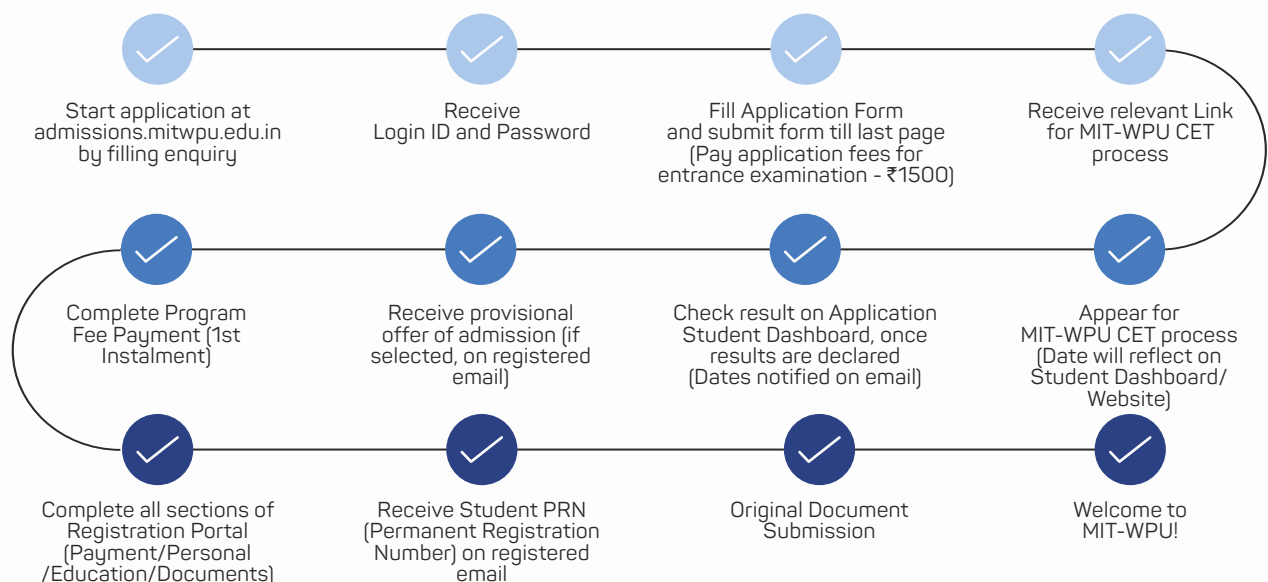 Start application at
admissions.mitwpu.edu.in
by filling enquiry
Receive
Login ID and Password
Fill Application Form
and submit form till last page
(Pay application fees for
entrance examination - ₹1500)
Receive relevant Link
for MIT-WPU CET
process
Appear for
MIT-WPU CET process
(Date will reflect on
Student Dashboard/
Website)
Check result on Application
Student Dashboard, once
results are declared
(Dates notified on email)
Receive provisional
offer of admission (if
selected, on registered
email)
Complete Program
Fee Payment (1st
Instalment)
Complete all sections of
Registration Portal
(Payment/Personal
/Education/Documents)
Receive Student PRN
(Permanent Registration
Number) on registered
email
Original Document
Submission
Welcome to
MIT-WPU!